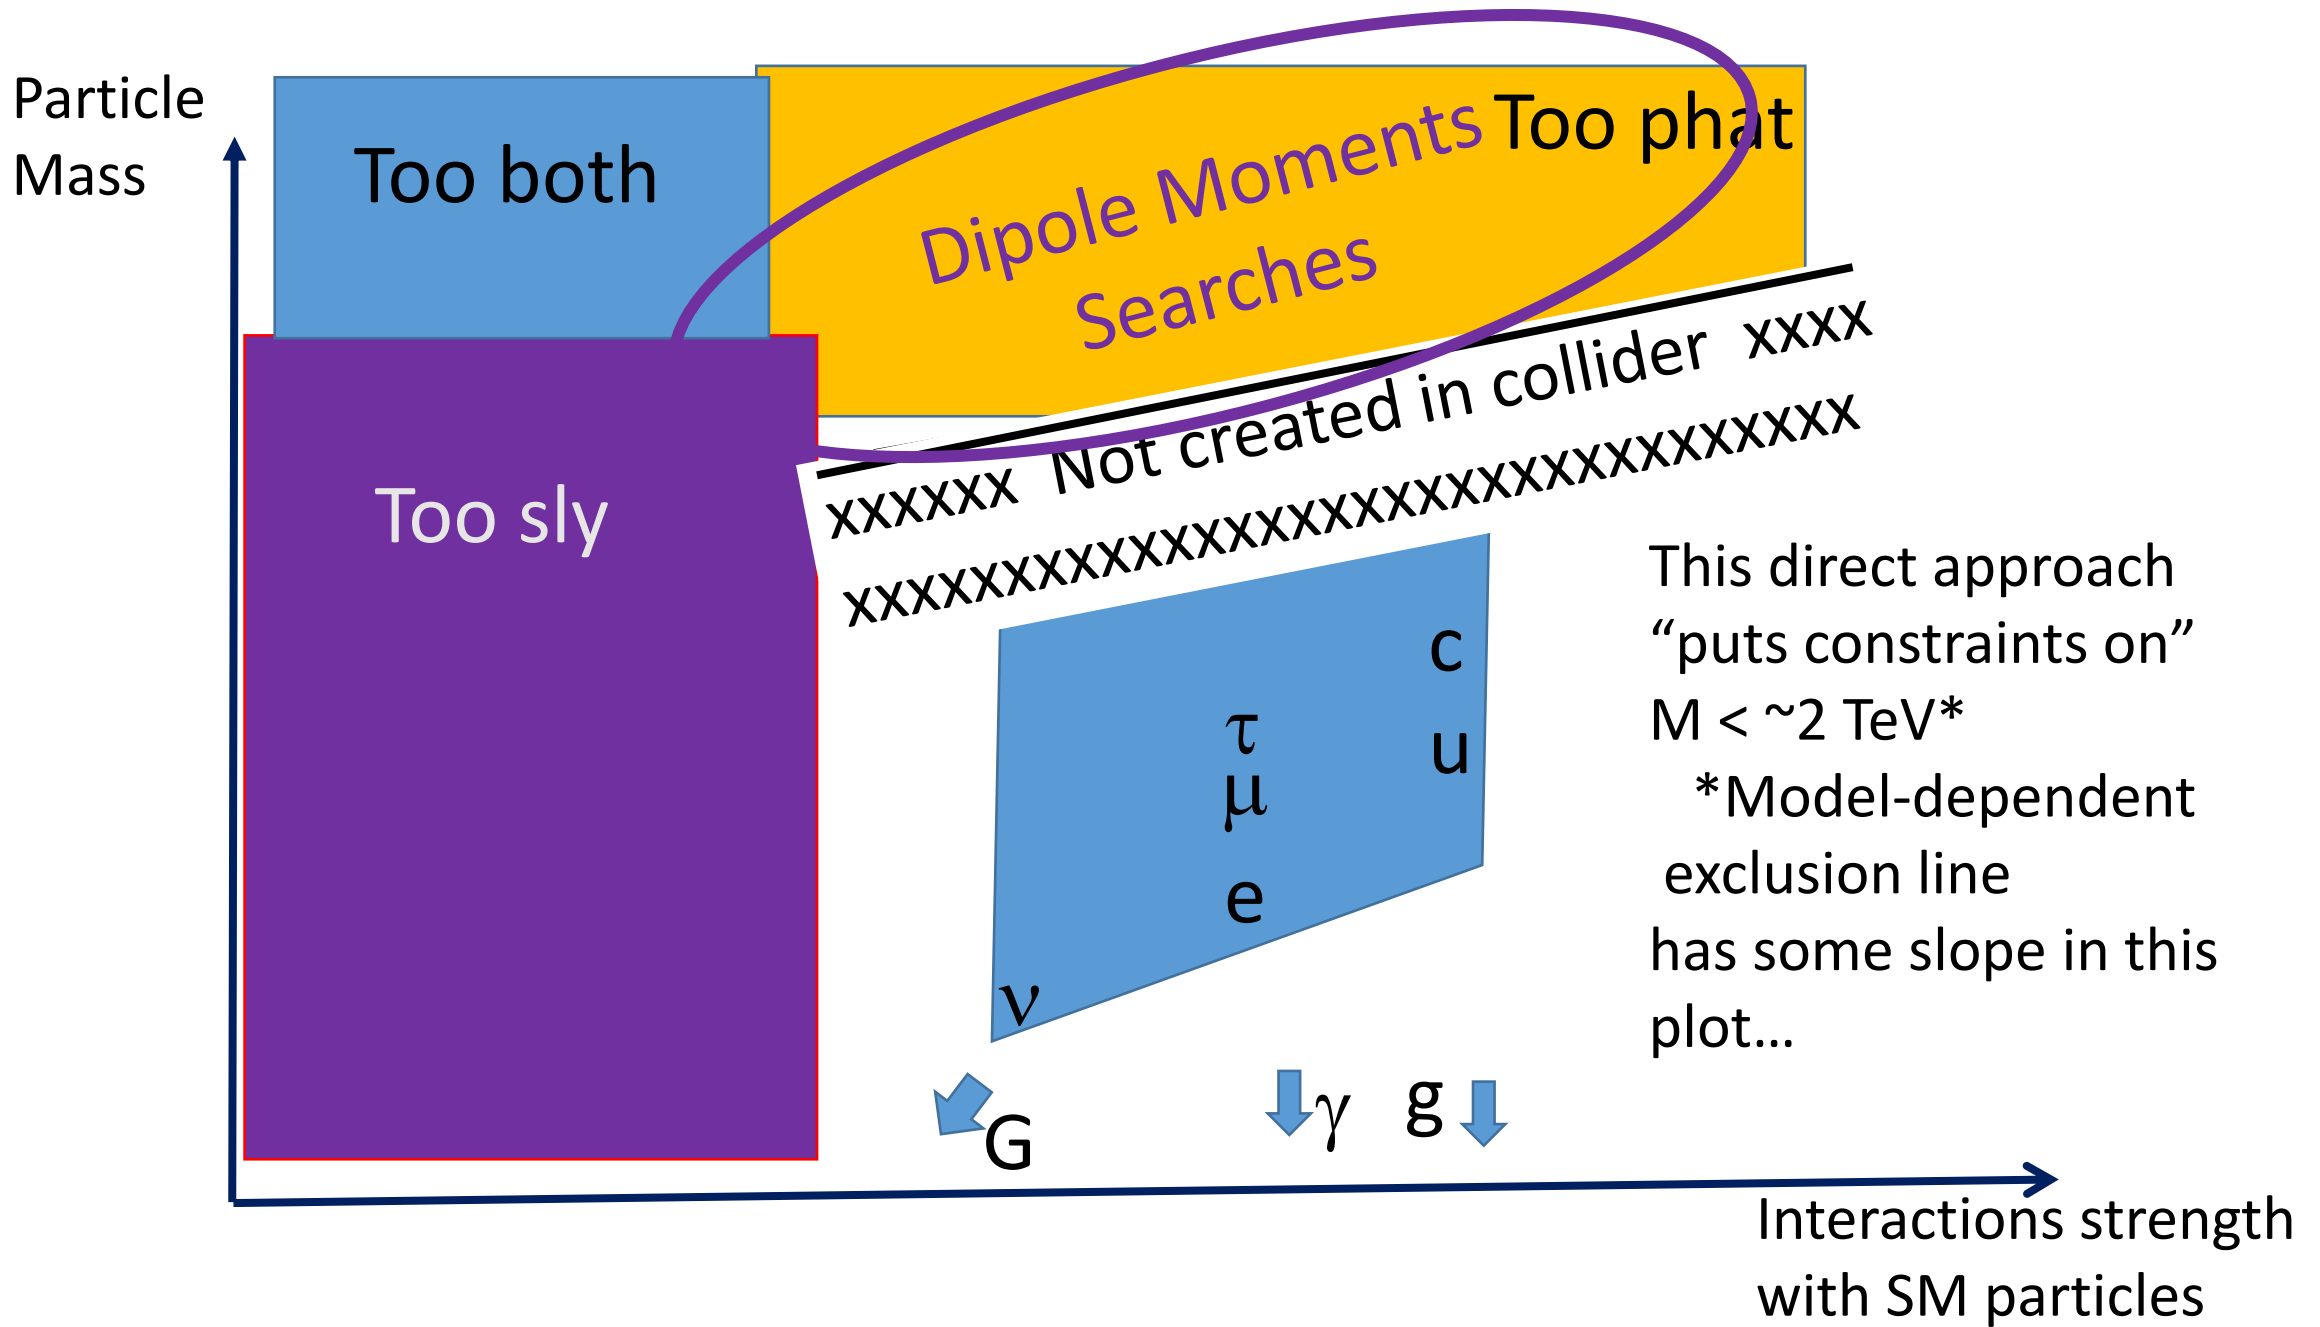 Particle
Mass
Too both
Too phat
Dipole Moments
Searches
Too sly
xxxxxx Not created in collider xxxx
xxxxxxxxxxxxxxxxxxxxxxxxxxxxxxxx
This direct approach
“puts constraints on”
M < ~2 TeV*
*Model-dependent
exclusion line
has some slope in this
plot...
c
τ
u
μ
e
ν
G
γ
g
Interactions strength
with SM particles